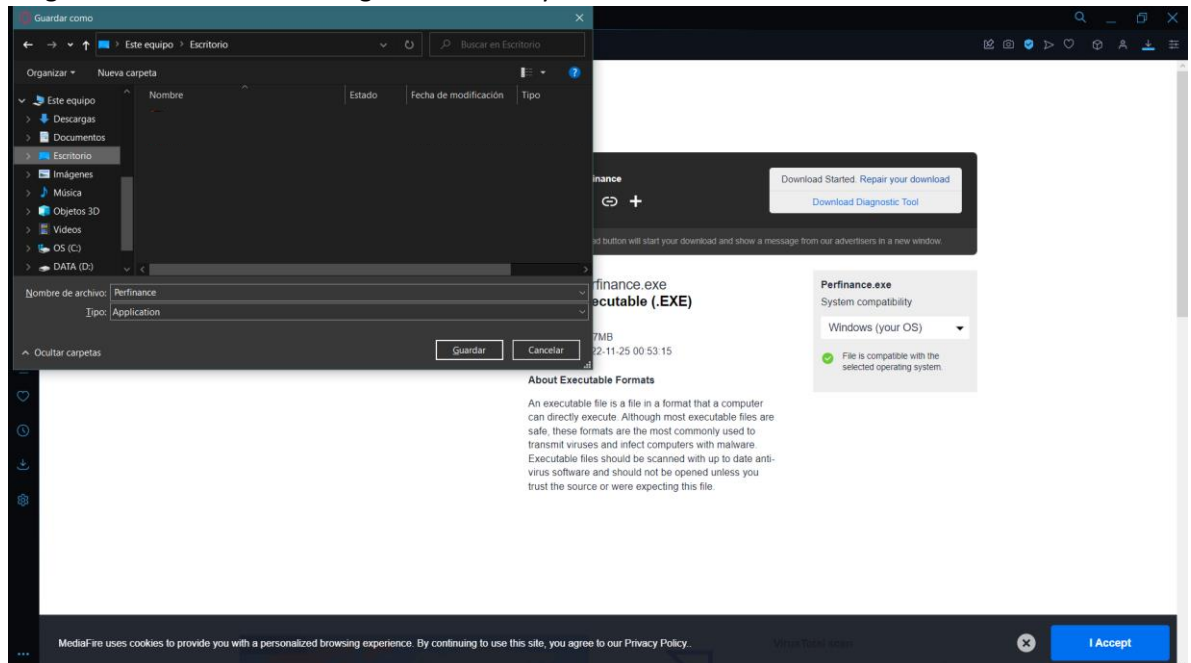 Guardar como
Este equipo > Escritorio
Buscar en Escritorio
Organizar
Nueva carpeta
Nombre
Estado
Fecha de modificación
Tipo
Este equipo
Descargas
Documentos
Escritorio
Imágenes
Música
Objetos 3D
Videos
OS (C:)
DATA (D:)
Nombre de archivo: Perfinance
Tipo: Application
Ocultar carpetas
Guardar
Cancelar
inance
Download Started. Repair your download
Download Diagnostic Tool
ad button will start your download and show a message from our advertisers in a new window.
rfinance.exe
ecutable (.EXE)
7MB
22-11-25 00:53:15
About Executable Formats
An executable file is a file in a format that a computer
can directly execute. Although most executable files are
safe, these formats are the most commonly used to
transmit viruses and infect computers with malware.
Executable files should be scanned with up to date anti-
virus software and should not be opened unless you
trust the source or were expecting this file.
Perfinance.exe
System compatibility
Windows (your OS)
File is compatible with the
selected operating system.
MediaFire uses cookies to provide you with a personalized browsing experience. By continuing to use this site, you agree to our Privacy Policy..
I Accept